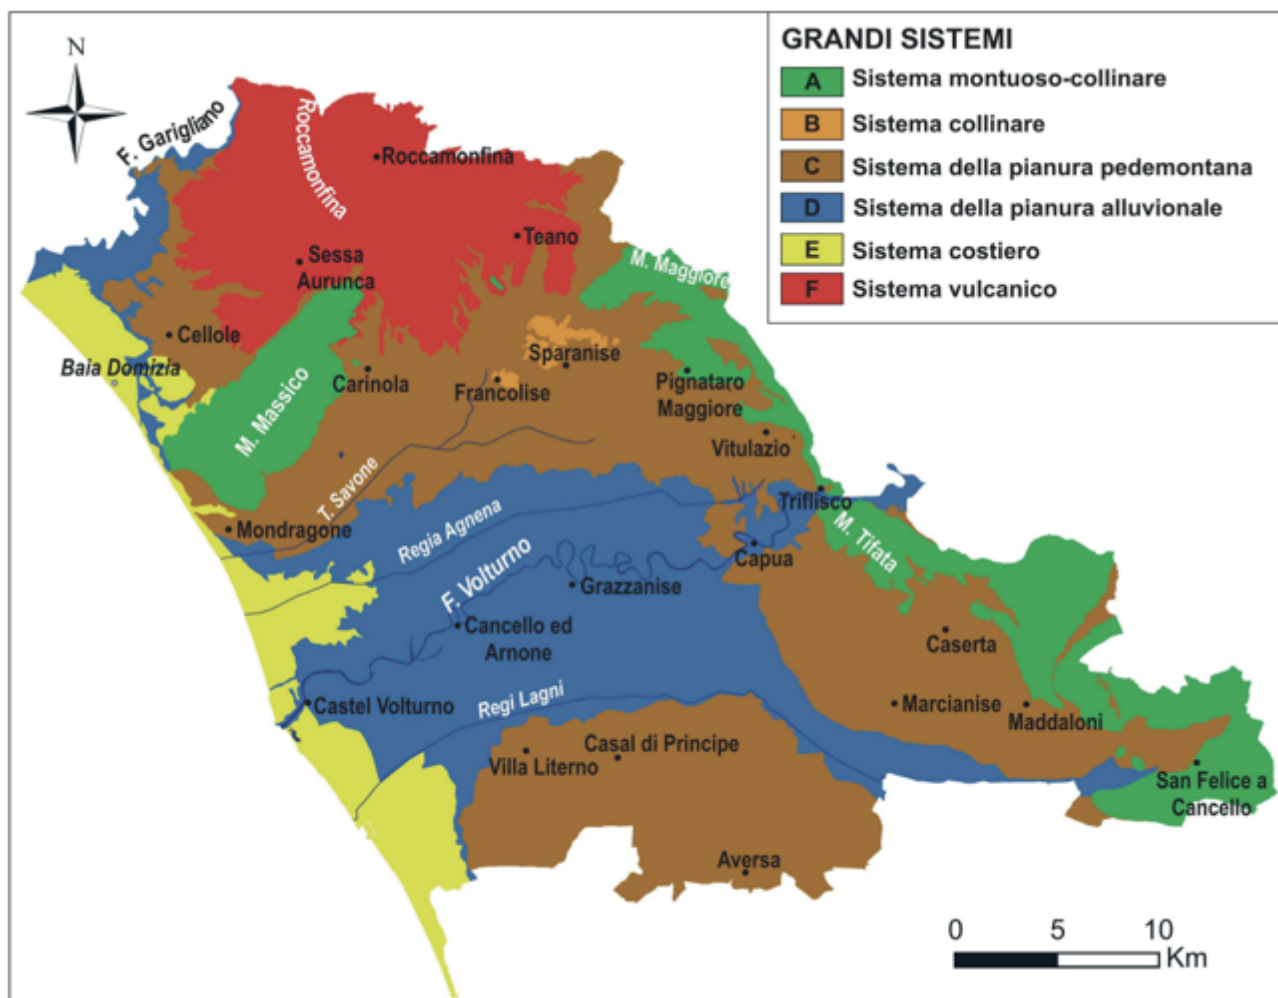 GRANDI SISTEMI
A Sistema montuoso-collinare
B Sistema collinare
C Sistema della pianura pedemontana
D Sistema della pianura alluvionale
E Sistema costiero
F Sistema vulcanico
N
F. Garigliano
Roccamonfina
Roccamonfina
Teano
Sessa
Aurunca
M. Maggiore
Cellole
Baia Domizia
Sparanise
Carinola
Francolise
Pignataro
Maggiore
M. Massico
Vitulazio
T. Savone
Triflisco
Mondragone
Regia Agnena
M. Tifata
Capua
F. Volturno
Grazzanise
Cancello ed
Arnone
Caserta
Castel Volturno
Regi Lagni
Marcianise
Maddaloni
Casal di Principe
Villa Literno
San Felice a
Cancello
Aversa
0 5 10
Km